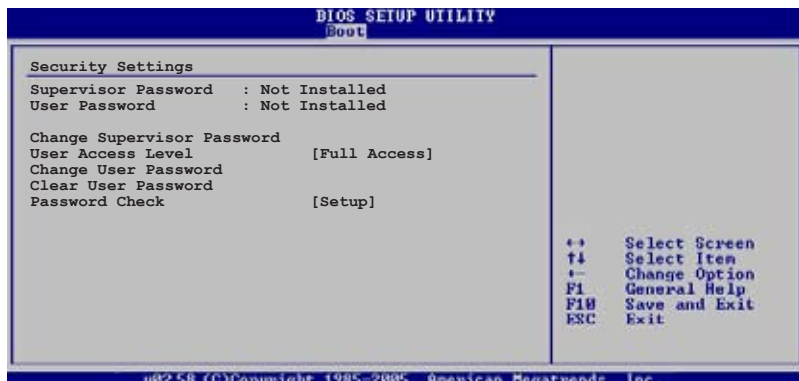 BIOS SETUP UTILITY
Boot
Security Settings
Supervisor Password : Not Installed
User Password : Not Installed
Change Supervisor Password
User Access Level [Full Access]
Change User Password
Clear User Password
Password Check [Setup]
←→ Select Screen
↑↓ Select Item
←— Change Option
F1 General Help
F10 Save and Exit
ESC Exit
v02.58 (C)Copyright 1985-2005, American Megatrends, Inc.